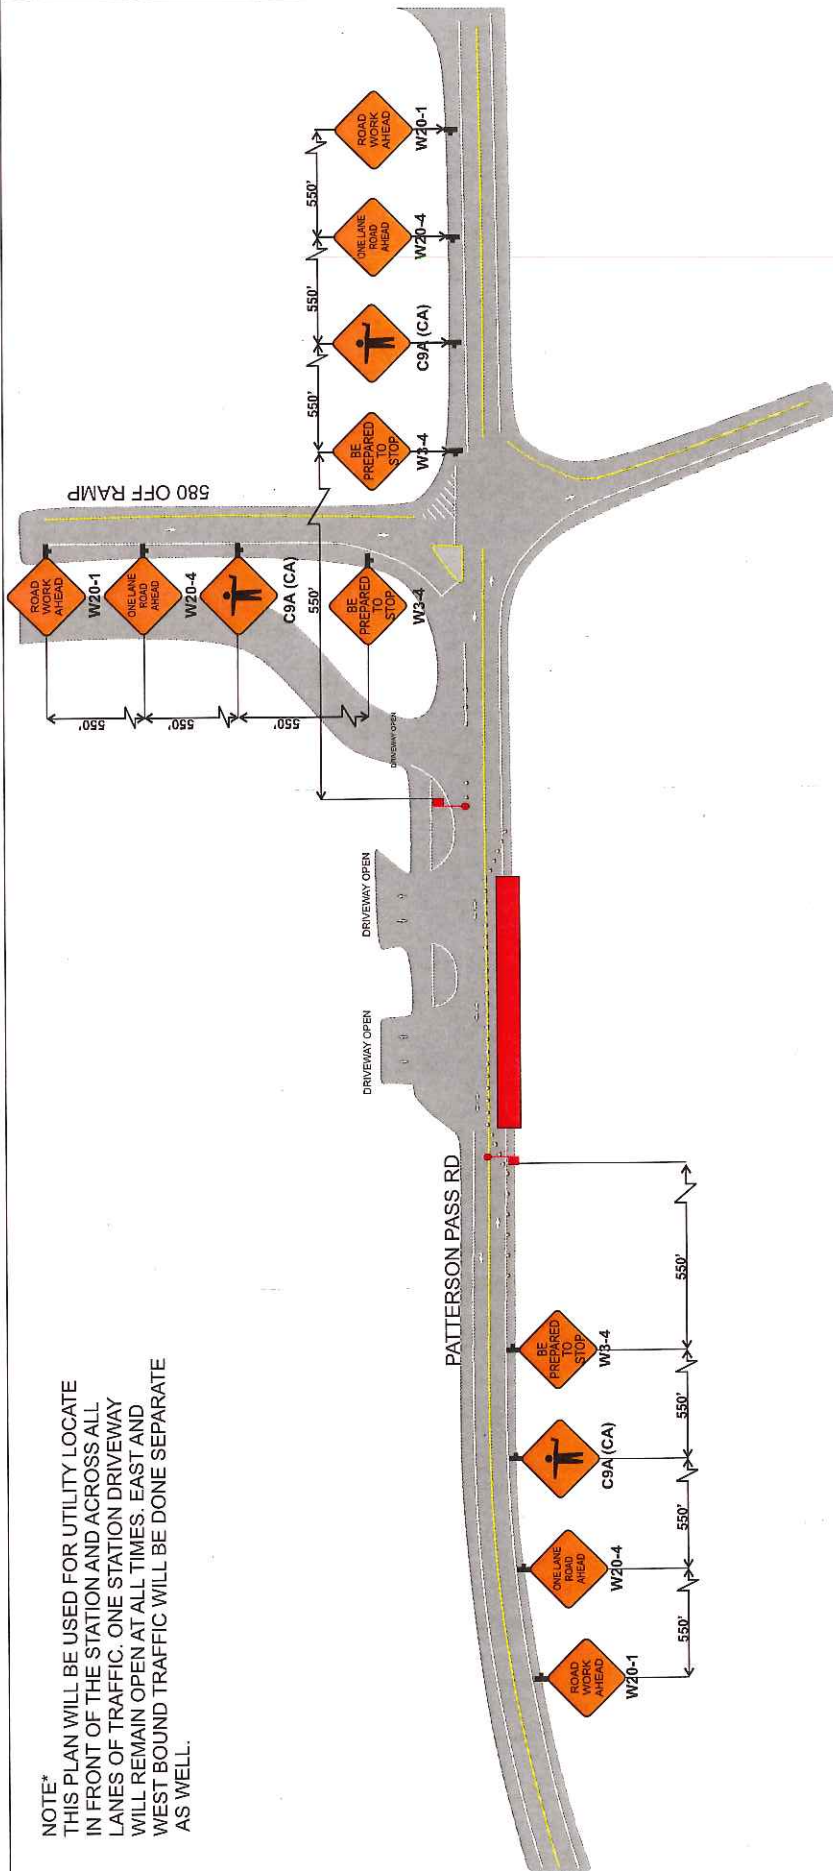 NOTE*
THIS PLAN WILL BE USED FOR UTILITY LOCATE
IN FRONT OF THE STATION AND ACROSS ALL
LANES OF TRAFFIC. ONE STATION DRIVEWAY
WILL REMAIN OPEN AT ALL TIMES. EAST AND
WEST BOUND TRAFFIC WILL BE DONE SEPARATE
AS WELL.
ROAD
WORK
AHEAD
W20-1
ONE LANE
ROAD
AHEAD
W20-4
C9A (CA)
BE
PREPARED
TO
STOP
W3-4
550'
550'
550'
580 OFF RAMP
550'
BE
PREPARED
TO
STOP
W3-4
C9A (CA)
ONE LANE
ROAD
AHEAD
W20-4
ROAD
WORK
AHEAD
W20-1
550'
550'
550'
DRIVEWAY OPEN
DRIVEWAY OPEN
DRIVEWAY OPEN
PATTERSON PASS RD
ROAD
WORK
AHEAD
W20-1
ONE LANE
ROAD
AHEAD
W20-4
C9A (CA)
BE
PREPARED
TO
STOP
W3-4
550'
550'
550'
550'